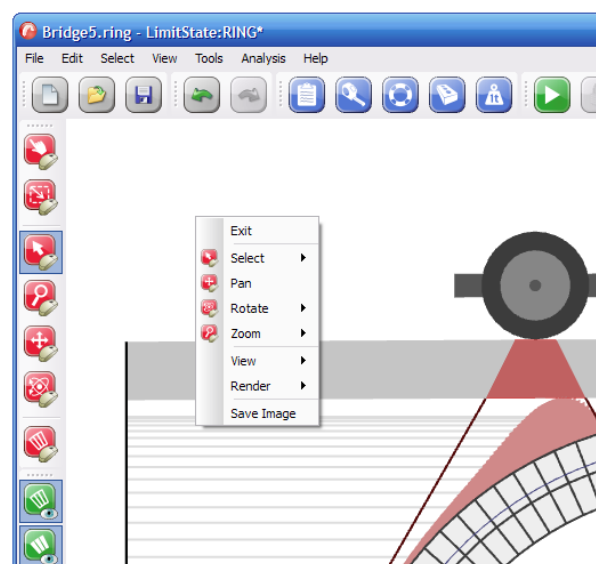 Bridge5.ring - LimitState:RING*
File Edit Select View Tools Analysis Help
1t
Exit
Select
Pan
Rotate
Zoom
View
Render
Save Image